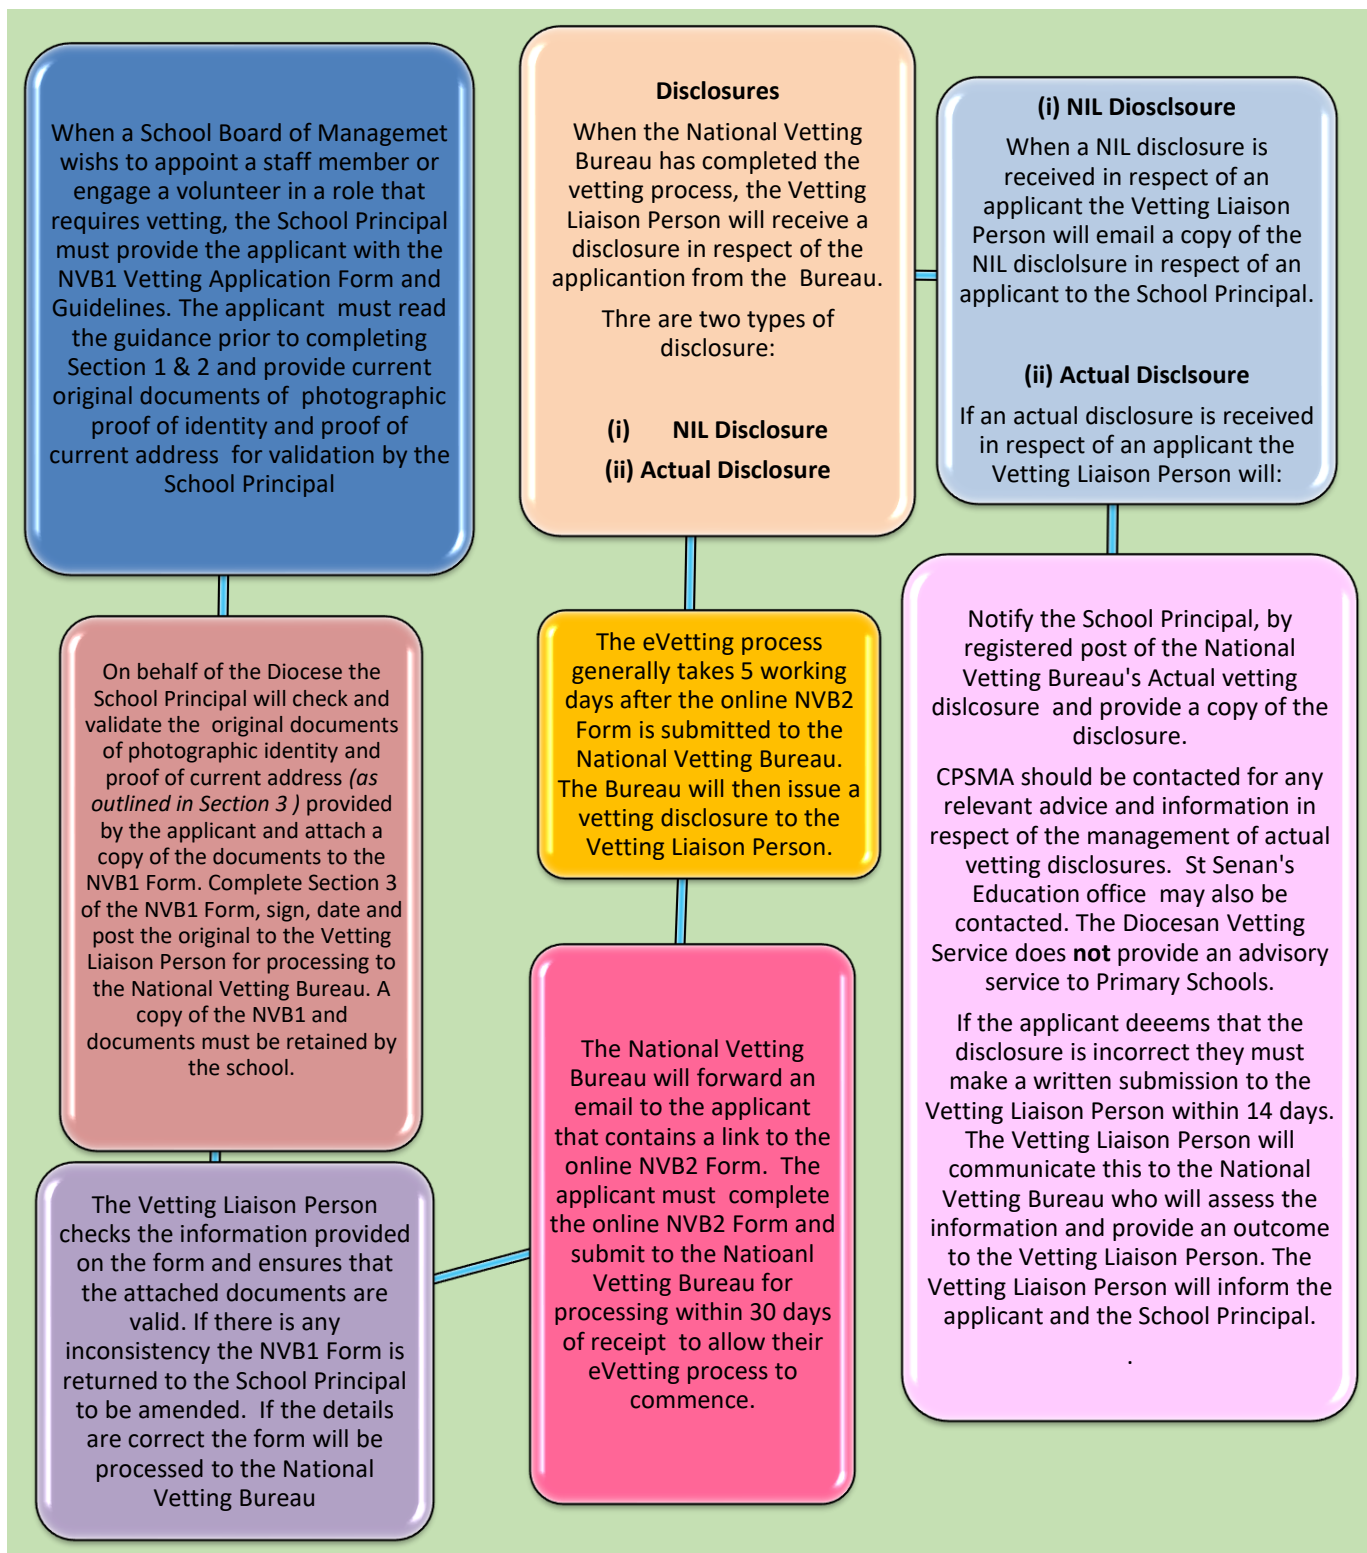 When a School Board of Managemet
wishs to appoint a staff member or
engage a volunteer in a role that
requires vetting, the School Principal
must provide the applicant with the
NVB1 Vetting Application Form and
Guidelines. The applicant must read
the guidance prior to completing
Section 1 & 2 and provide current
original documents of photographic
proof of identity and proof of
current address for validation by the
School Principal
On behalf of the Diocese the
School Principal will check and
validate the original documents
of photographic identity and
proof of current address (as
outlined in Section 3 ) provided
by the applicant and attach a
copy of the documents to the
NVB1 Form. Complete Section 3
of the NVB1 Form, sign, date and
post the original to the Vetting
Liaison Person for processing to
the National Vetting Bureau. A
copy of the NVB1 and
documents must be retained by
the school.
The Vetting Liaison Person
checks the information provided
on the form and ensures that
the attached documents are
valid. If there is any
inconsistency the NVB1 Form is
returned to the School Principal
to be amended. If the details
are correct the form will be
processed to the National
Vetting Bureau
The National Vetting
Bureau will forward an
email to the applicant
that contains a link to the
online NVB2 Form. The
applicant must complete
the online NVB2 Form and
submit to the Natioanl
Vetting Bureau for
processing within 30 days
of receipt to allow their
eVetting process to
commence.
The eVetting process
generally takes 5 working
days after the online NVB2
Form is submitted to the
National Vetting Bureau.
The Bureau will then issue a
vetting disclosure to the
Vetting Liaison Person.
Disclosures
When the National Vetting
Bureau has completed the
vetting process, the Vetting
Liaison Person will receive a
disclosure in respect of the
applicantion from the Bureau.
Thre are two types of
disclosure:
(i) NIL Disclosure
(ii) Actual Disclosure
(i) NIL Diosclsoure
When a NIL disclosure is
received in respect of an
applicant the Vetting Liaison
Person will email a copy of the
NIL disclolsure in respect of an
applicant to the School Principal.
(ii) Actual Disclsoure
If an actual disclosure is received
in respect of an applicant the
Vetting Liaison Person will:
Notify the School Principal, by
registered post of the National
Vetting Bureau's Actual vetting
dislcosure and provide a copy of the
disclosure.
CPSMA should be contacted for any
relevant advice and information in
respect of the management of actual
vetting disclosures. St Senan's
Education office may also be
contacted. The Diocesan Vetting
Service does not provide an advisory
service to Primary Schools.
If the applicant deeems that the
disclosure is incorrect they must
make a written submission to the
Vetting Liaison Person within 14 days.
The Vetting Liaison Person will
communicate this to the National
Vetting Bureau who will assess the
information and provide an outcome
to the Vetting Liaison Person. The
Vetting Liaison Person will inform the
applicant and the School Principal.
.